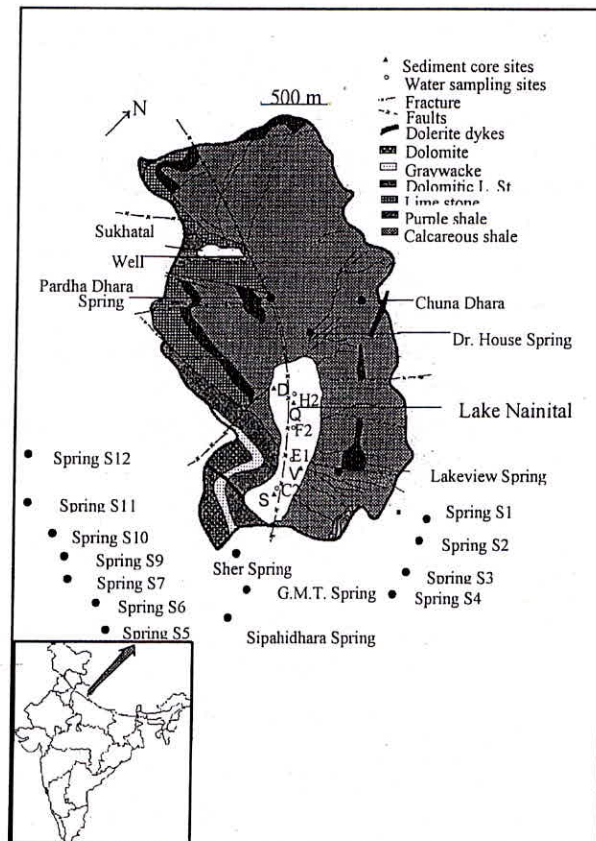 Sediment core sites
Water sampling sites
Fracture
Faults
Dolerite dykes
Dolomite
Graywacke
Dolomitic L. St
Lime stone
Purple shale
Calcareous shale
500 m
N
Sukhatal
Well
Pardha Dhara
Spring
Chuna Dhara
Dr. House Spring
D
H2
Q
F2
Lake Nainital
E1
V
C
S
Lakeview Spring
Spring S12
Spring S11
Spring S10
Spring S9
Spring S7
Spring S6
Spring S5
Sher Spring
G.M.T. Spring
Sipahidhara Spring
Spring S1
Spring S2
Spring S3
Spring S4